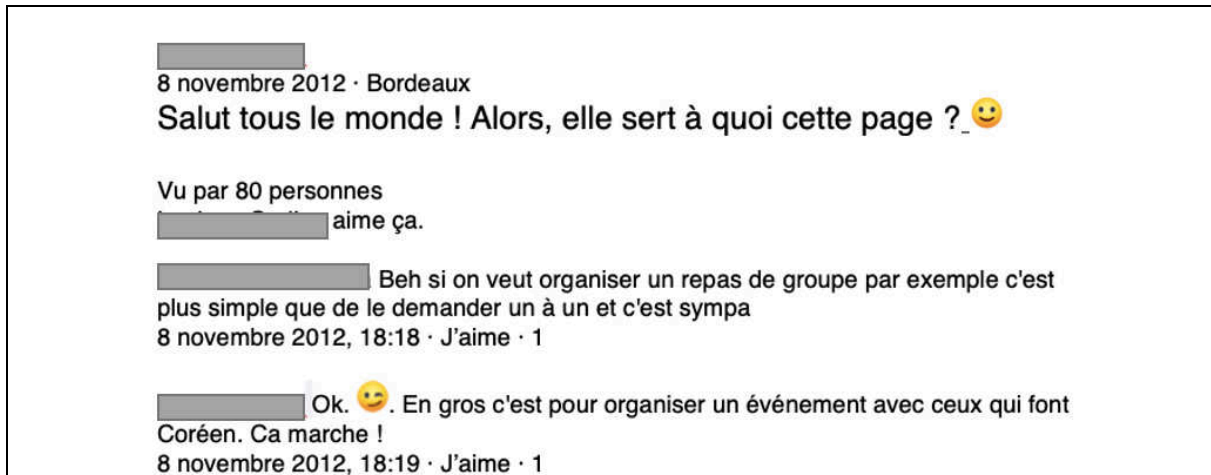 8 novembre 2012 · Bordeaux
Salut tous le monde ! Alors, elle sert à quoi cette page ? 🙂
Vu par 80 personnes
aime ça.
Beh si on veut organiser un repas de groupe par exemple c'est
plus simple que de le demander un à un et c'est sympa
8 novembre 2012, 18:18 · J’aime · 1
Ok. 😉. En gros c'est pour organiser un événement avec ceux qui font
Coréen. Ca marche !
8 novembre 2012, 18:19 · J’aime · 1